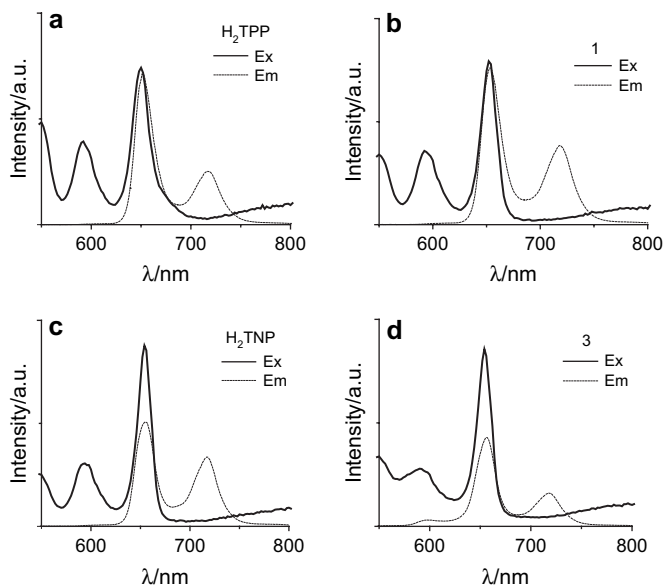 a
H₂TPP
Ex
Em
Intensity/a.u.
600 700 800
λ/nm
b
1
Ex
Em
Intensity/a.u.
600 700 800
λ/nm
c
H₂TNP
Ex
Em
Intensity/a.u.
600 700 800
λ/nm
d
3
Ex
Em
Intensity/a.u.
600 700 800
λ/nm